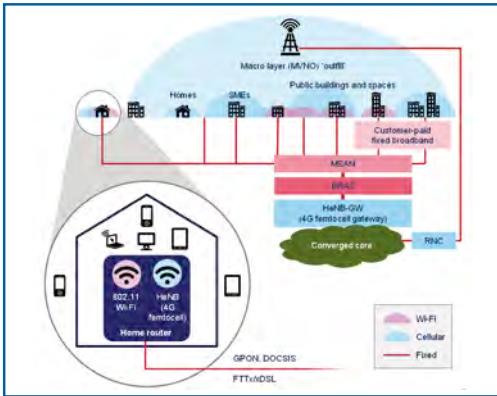 Macro layer (MVNO) 'outfill'
Public buildings and spaces
Homes
SMEs
Customer-paid
fixed broadband
MSAN
BRAS
HeNB-GW
(4G femtocell gateway)
Converged core
RNC
802.11
Wi-Fi
HeNB
(4G
femtocell)
Home router
GPON, DOCSIS
FTTx/xDSL
Wi-Fi
Cellular
Fixed